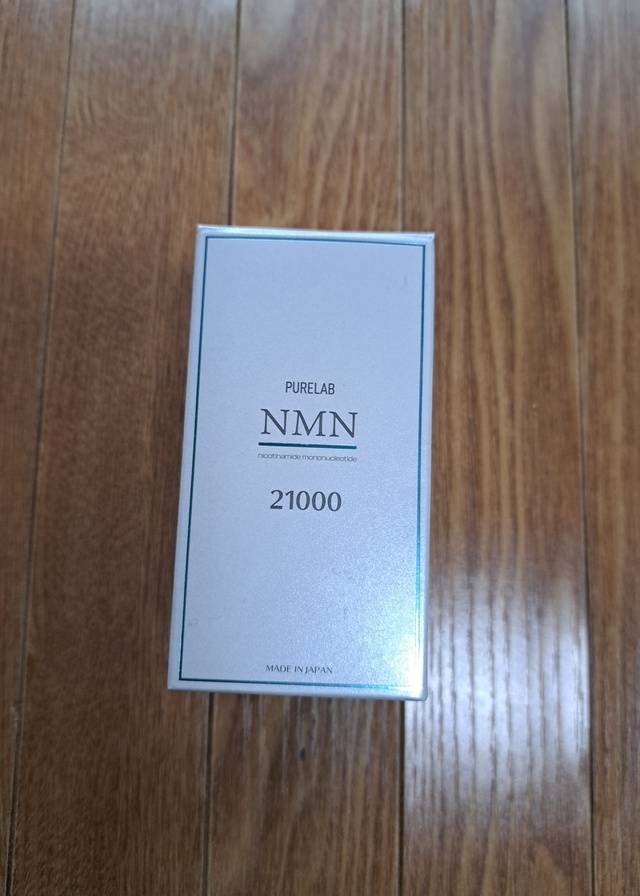 PURELAB
NMN
nicotinamide mononucleotide
21000
MADE IN JAPAN